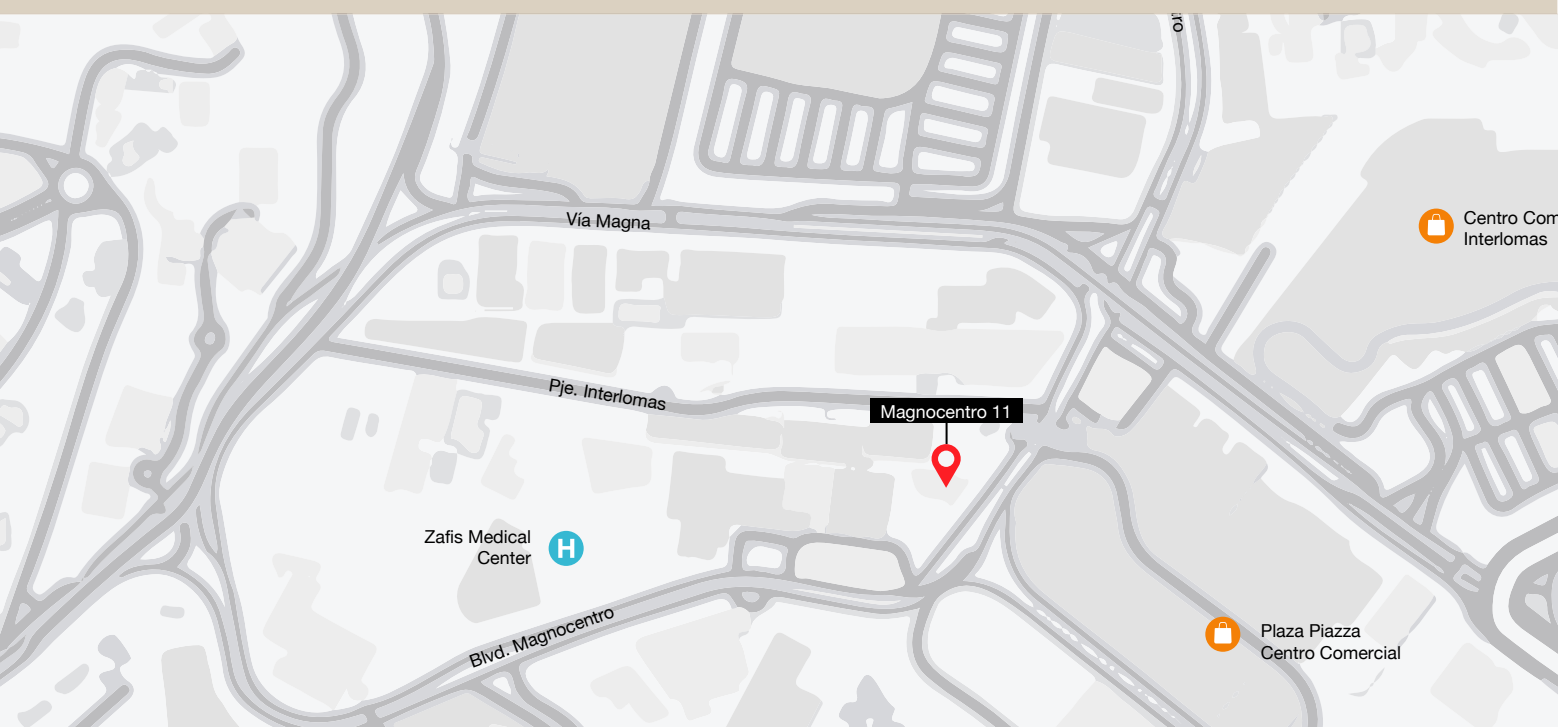 Vía Magna
Centro Com
Interlomas
Pje. Interlomas
Magnocentro 11
Zafis Medical
Center
H
Blvd. Magnocentro
Plaza Piazza
Centro Comercial